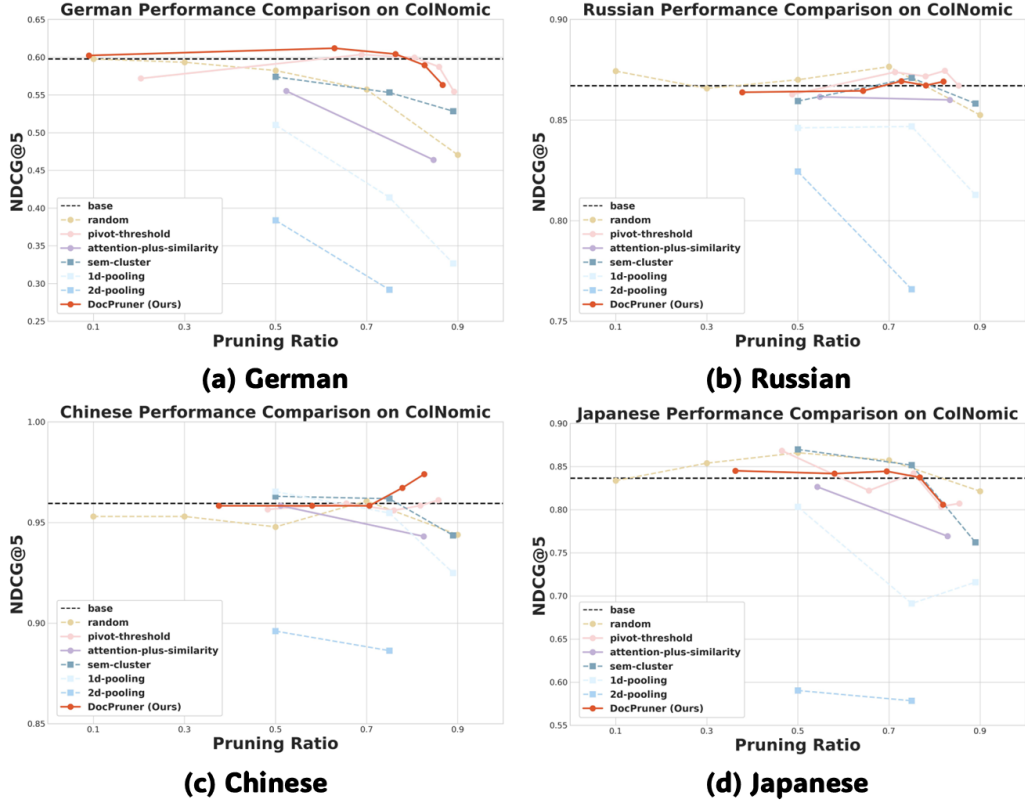 German Performance Comparison on ColNomic
0.65
0.60
0.55
0.50
0.45
0.40
0.35
0.30
0.25
NDCG@5
base
random
pivot-threshold
attention-plus-similarity
sem-cluster
1d-pooling
2d-pooling
DocPruner (Ours)
0.1 0.3 0.5 0.7 0.9
Pruning Ratio
(a) German
Russian Performance Comparison on ColNomic
0.90
0.85
0.80
0.75
NDCG@5
base
random
pivot-threshold
attention-plus-similarity
sem-cluster
1d-pooling
2d-pooling
DocPruner (Ours)
0.1 0.3 0.5 0.7 0.9
Pruning Ratio
(b) Russian
Chinese Performance Comparison on ColNomic
1.00
0.95
0.90
0.85
NDCG@5
base
random
pivot-threshold
attention-plus-similarity
sem-cluster
1d-pooling
2d-pooling
DocPruner (Ours)
0.1 0.3 0.5 0.7 0.9
Pruning Ratio
(c) Chinese
Japanese Performance Comparison on ColNomic
0.90
0.85
0.80
0.75
0.70
0.65
0.60
0.55
NDCG@5
base
random
pivot-threshold
attention-plus-similarity
sem-cluster
1d-pooling
2d-pooling
DocPruner (Ours)
0.1 0.3 0.5 0.7 0.9
Pruning Ratio
(d) Japanese